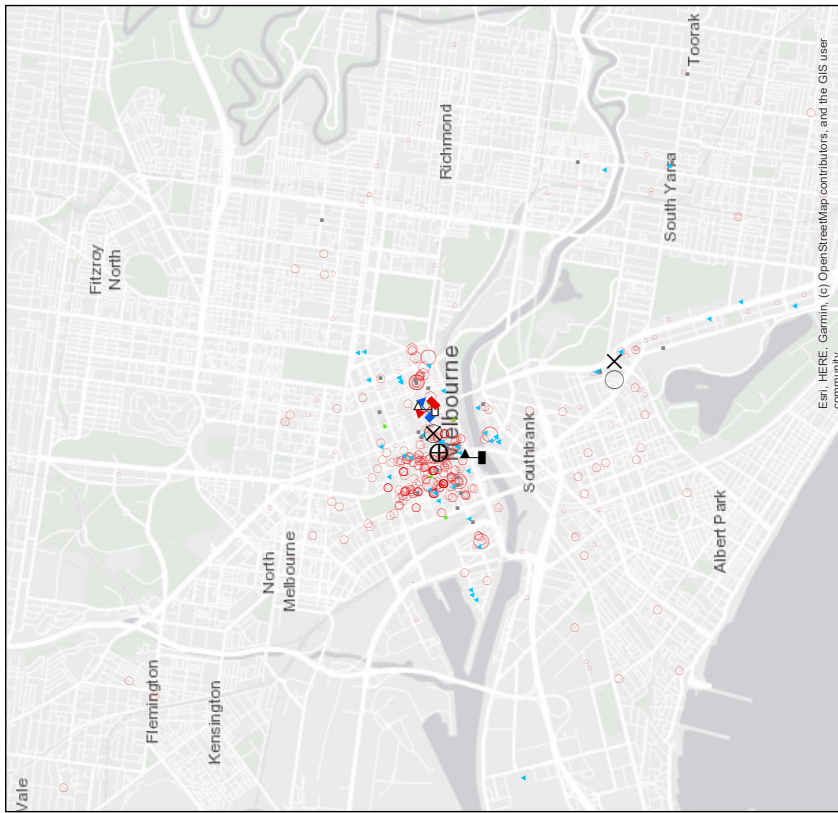 Toorak
Richmond
South Yarra
Fitzroy
North
Melbourne
Southbank
North
Melbourne
Albert Park
Flemington
Kensington
Vale
Esri, HERE, Garmin, (c) OpenStreetMap contributors, and the GIS user
community